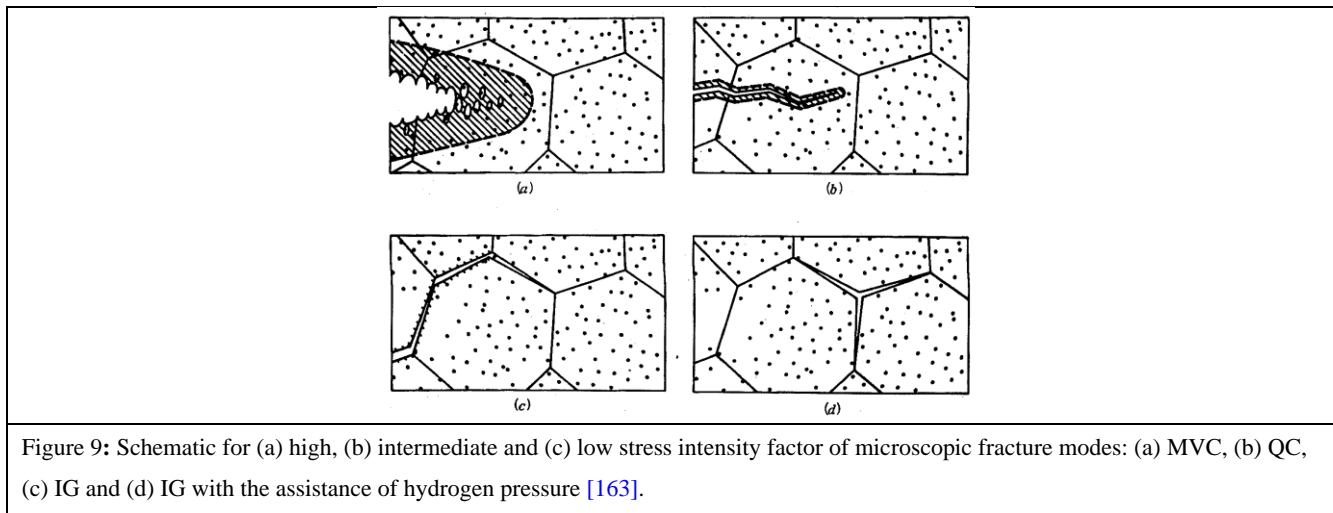 (a)
(b)
(c)
(d)
Figure 9: Schematic for (a) high, (b) intermediate and (c) low stress intensity factor of microscopic fracture modes: (a) MVC, (b) QC,
(c) IG and (d) IG with the assistance of hydrogen pressure [163].